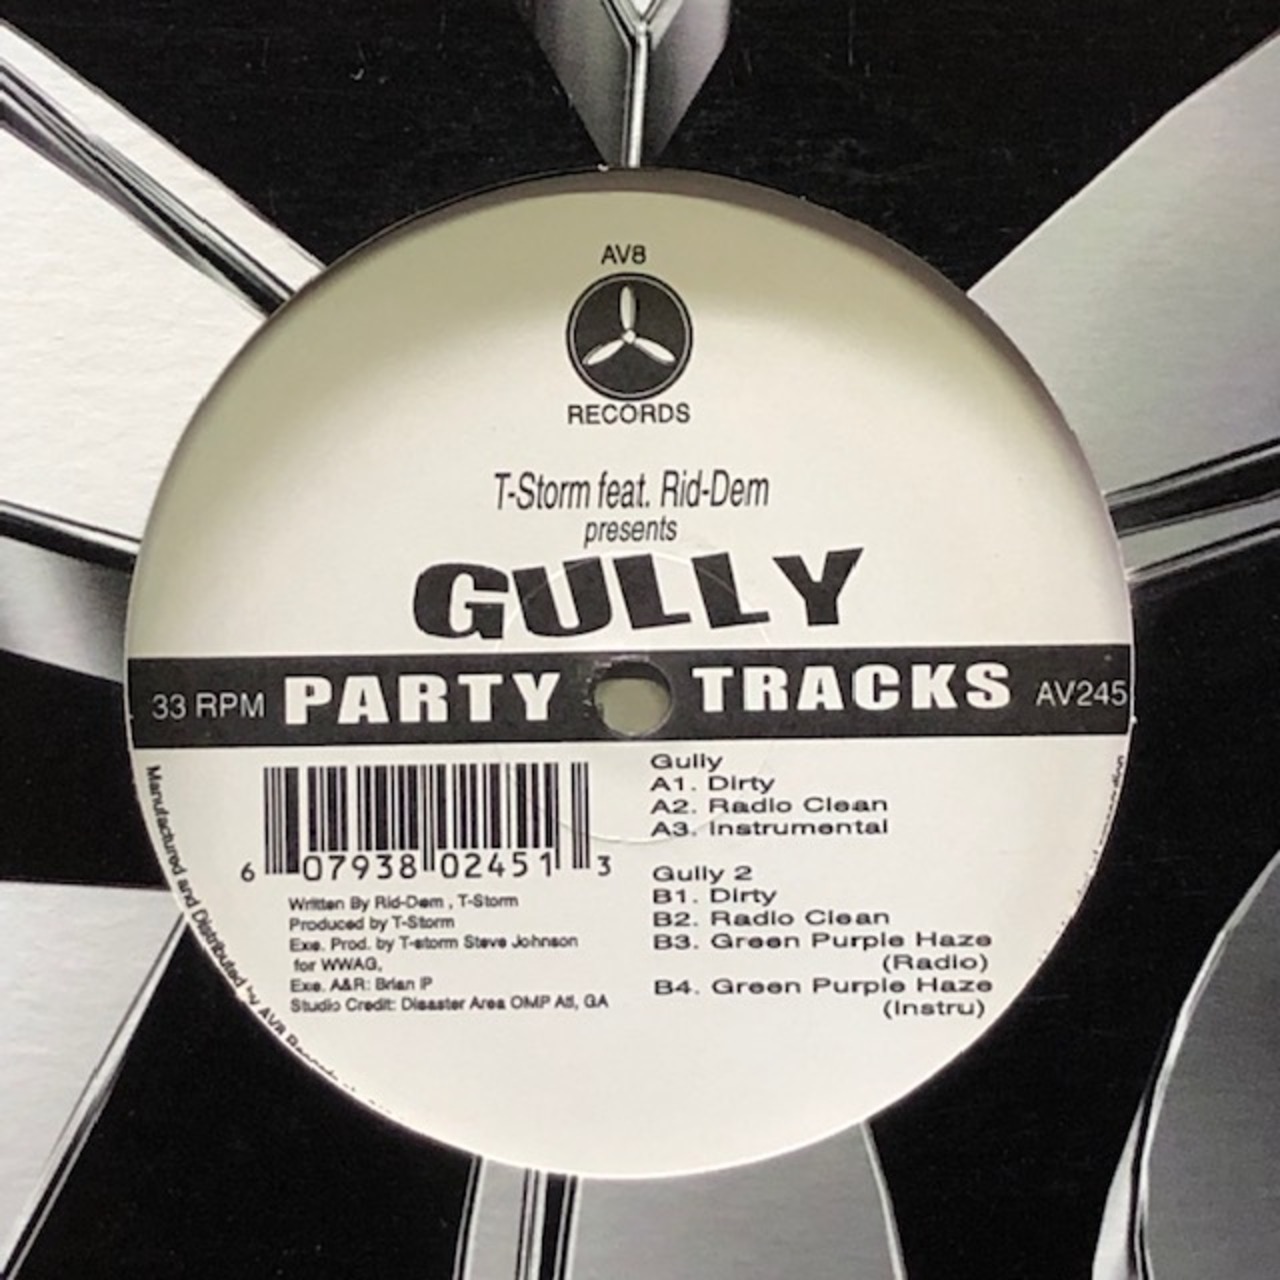 AV8
RECORDS
T-Storm feat. Rid-Dem
presents
GULLY
33 RPM PARTY TRACKS AV245
Gully
A1. Dirty
A2. Radio Clean
A3. Instrumental
Gully 2
B1. Dirty
B2. Radio Clean
B3. Green Purple Haze
(Radio)
B4. Green Purple Haze
(Instru)
6 07938 02451 3
Written By Rid-Dem , T-Storm
Produced by T-Storm
Exe. Prod. by T-storm Steve Johnson
for WWAG,
Exe. A&R: Brian IP
Studio Credit: Disaster Area OMP Atl, GA
Manufactured and Distributed by AV8 Records